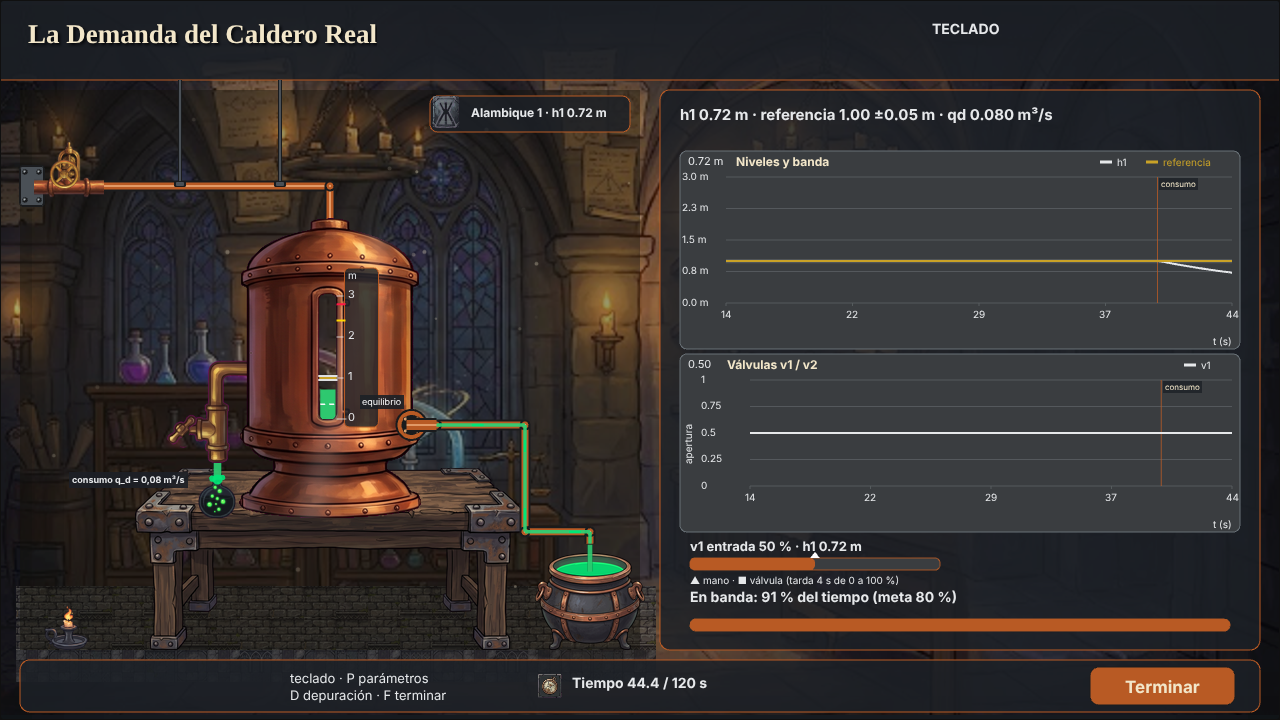 La Demanda del Caldero Real
TECLADO
Alambique 1 · h1 0.72 m
m
3
2
1
0
equilibrio
consumo q_d = 0,08 m³/s
h1 0.72 m · referencia 1.00 ±0.05 m · qd 0.080 m³/s
0.72 m Niveles y banda
h1 referencia
3.0 m
consumo
2.3 m
1.5 m
0.8 m
0.0 m
14 22 29 37 44
t (s)
0.50 Válvulas v1 / v2
v1
1
consumo
0.75
0.5
0.25
0
apertura
14 22 29 37 44
t (s)
v1 entrada 50 % · h1 0.72 m
▲ mano · ■ válvula (tarda 4 s de 0 a 100 %)
En banda: 91 % del tiempo (meta 80 %)
teclado · P parámetros
D depuración · F terminar
Tiempo 44.4 / 120 s
Terminar